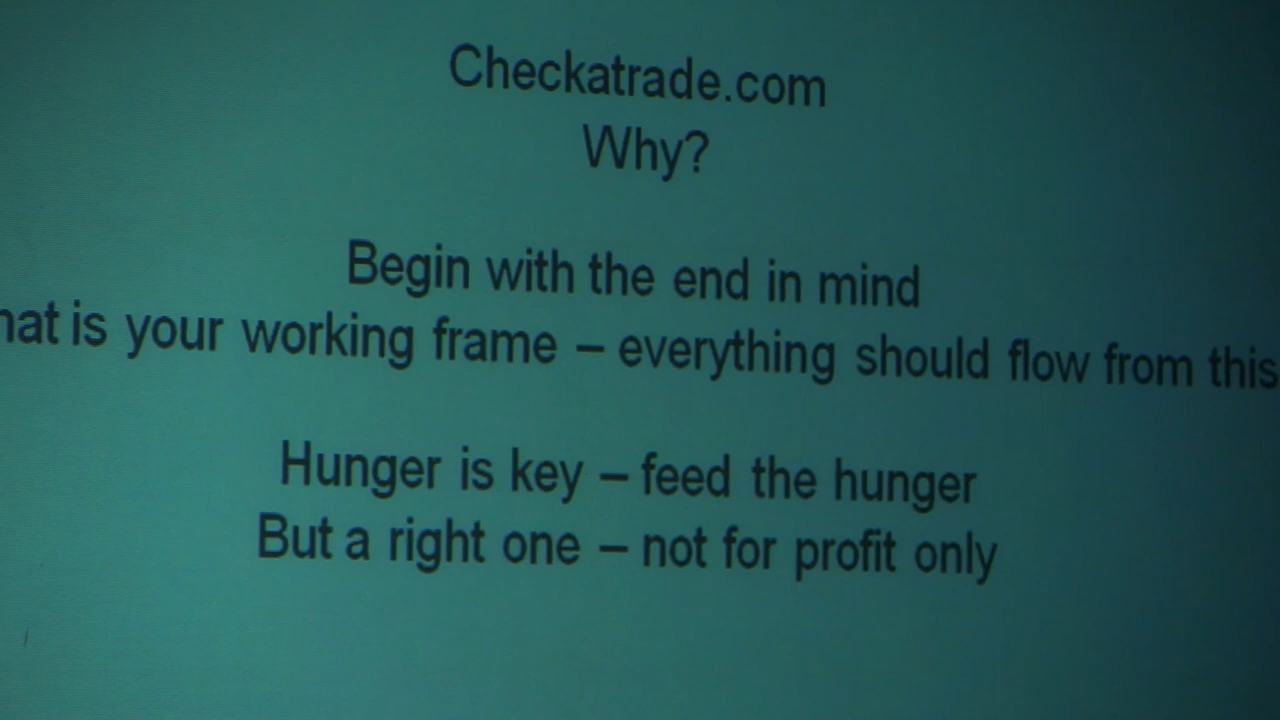 Checkatrade.com
Why?
Begin with the end in mind
is your working frame – everything should flow from this
Hunger is key – feed the hunger
But a right one – not for profit only